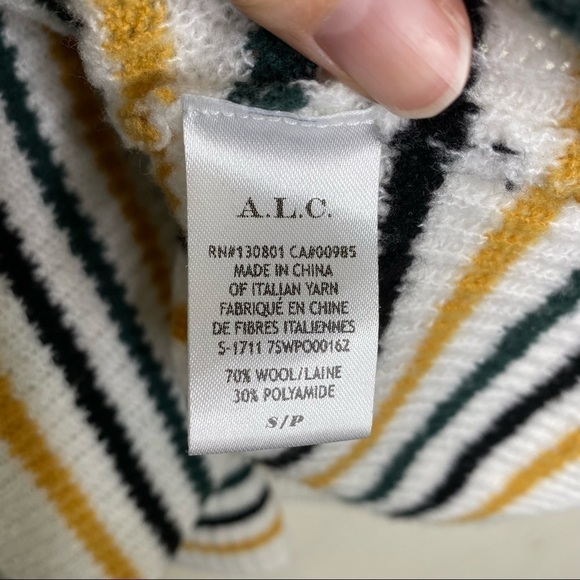 A.L.C.
RN#130801 CA#00985
MADE IN CHINA
OF ITALIAN YARN
FABRIQUÉ EN CHINE
DE FIBRES ITALIENNES
S-1711 7SWPO00162
70% WOOL/LAINE
30% POLYAMIDE
S/P